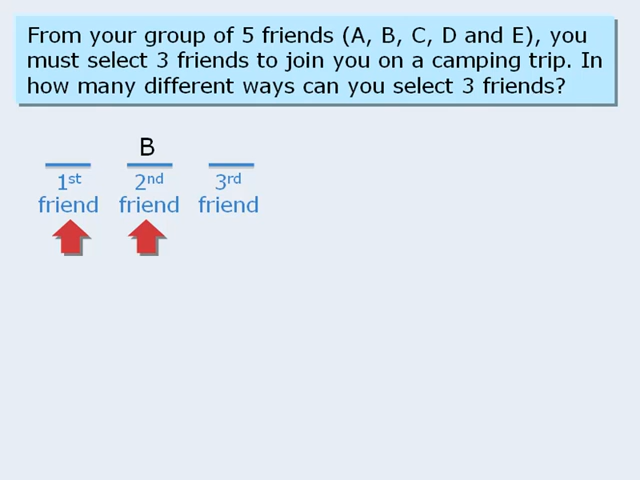 From your group of 5 friends (A, B, C, D and E), you
must select 3 friends to join you on a camping trip. In
how many different ways can you select 3 friends?
B
1st 2nd 3rd
friend friend friend